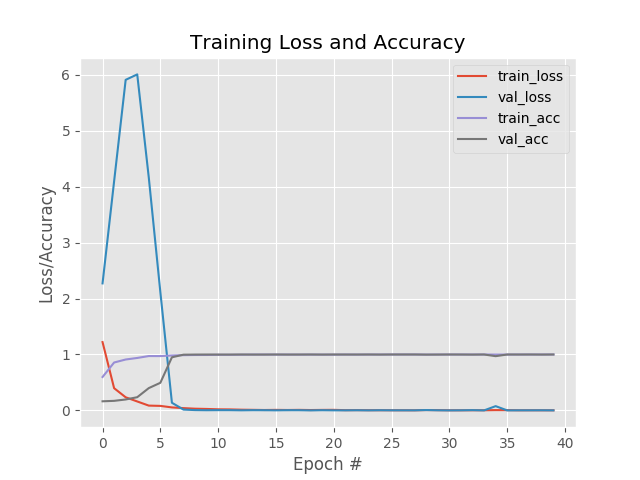 Training Loss and Accuracy
train_loss
val_loss
train_acc
val_acc
Loss/Accuracy
6
5
4
3
2
1
0
0 5 10 15 20 25 30 35 40
Epoch #